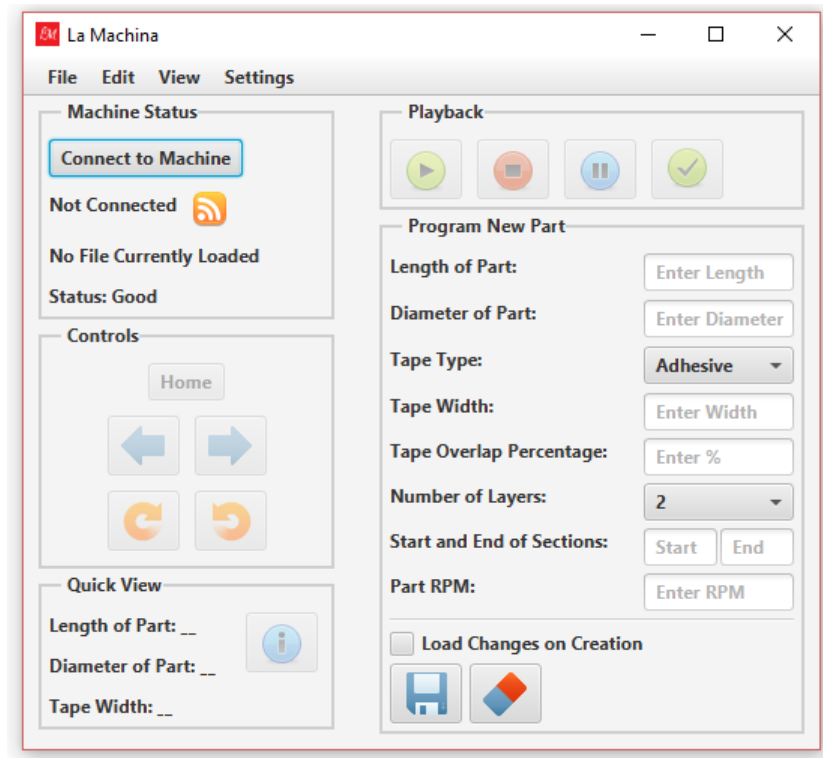 EM La Machina
File Edit View Settings
Machine Status
Connect to Machine
Not Connected
No File Currently Loaded
Status: Good
Controls
Home
Quick View
Length of Part: __
Diameter of Part: __
Tape Width: __
Playback
Program New Part
Length of Part: Enter Length
Diameter of Part: Enter Diameter
Tape Type: Adhesive
Tape Width: Enter Width
Tape Overlap Percentage: Enter %
Number of Layers: 2
Start and End of Sections: Start End
Part RPM: Enter RPM
Load Changes on Creation